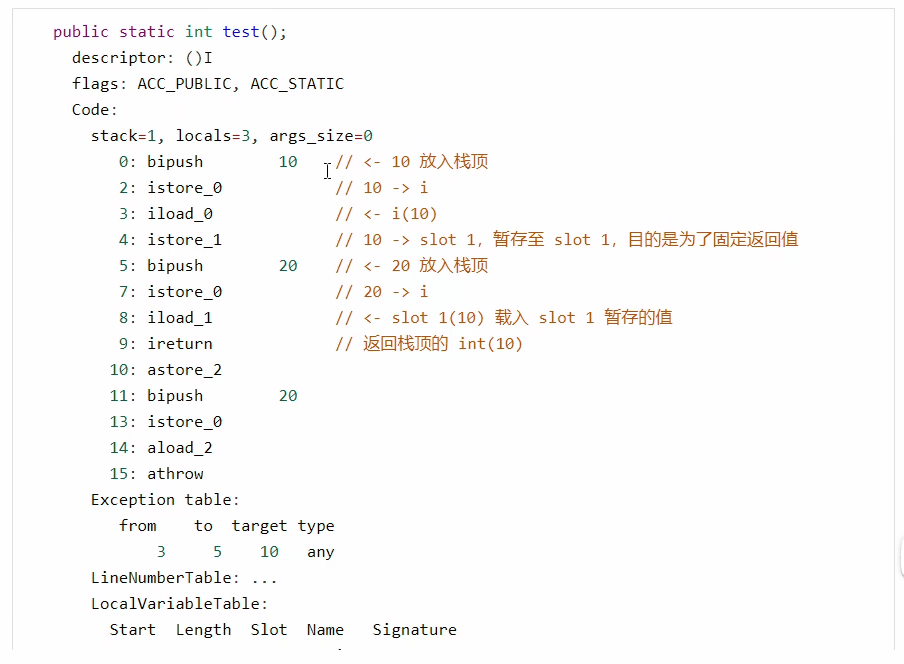 public static int test();
descriptor: ()I
flags: ACC_PUBLIC, ACC_STATIC
Code:
stack=1, locals=3, args_size=0
0: bipush 10 // <- 10 放入栈顶
2: istore_0 // 10 -> i
3: iload_0 // <- i(10)
4: istore_1 // 10 -> slot 1, 暂存至 slot 1, 目的是为了固定返回值
5: bipush 20 // <- 20 放入栈顶
7: istore_0 // 20 -> i
8: iload_1 // <- slot 1(10) 载入 slot 1 暂存的值
9: ireturn // 返回栈顶的 int(10)
10: astore_2
11: bipush 20
13: istore_0
14: aload_2
15: athrow
Exception table:
from to target type
3 5 10 any
LineNumberTable: ...
LocalVariableTable:
Start Length Slot Name Signature